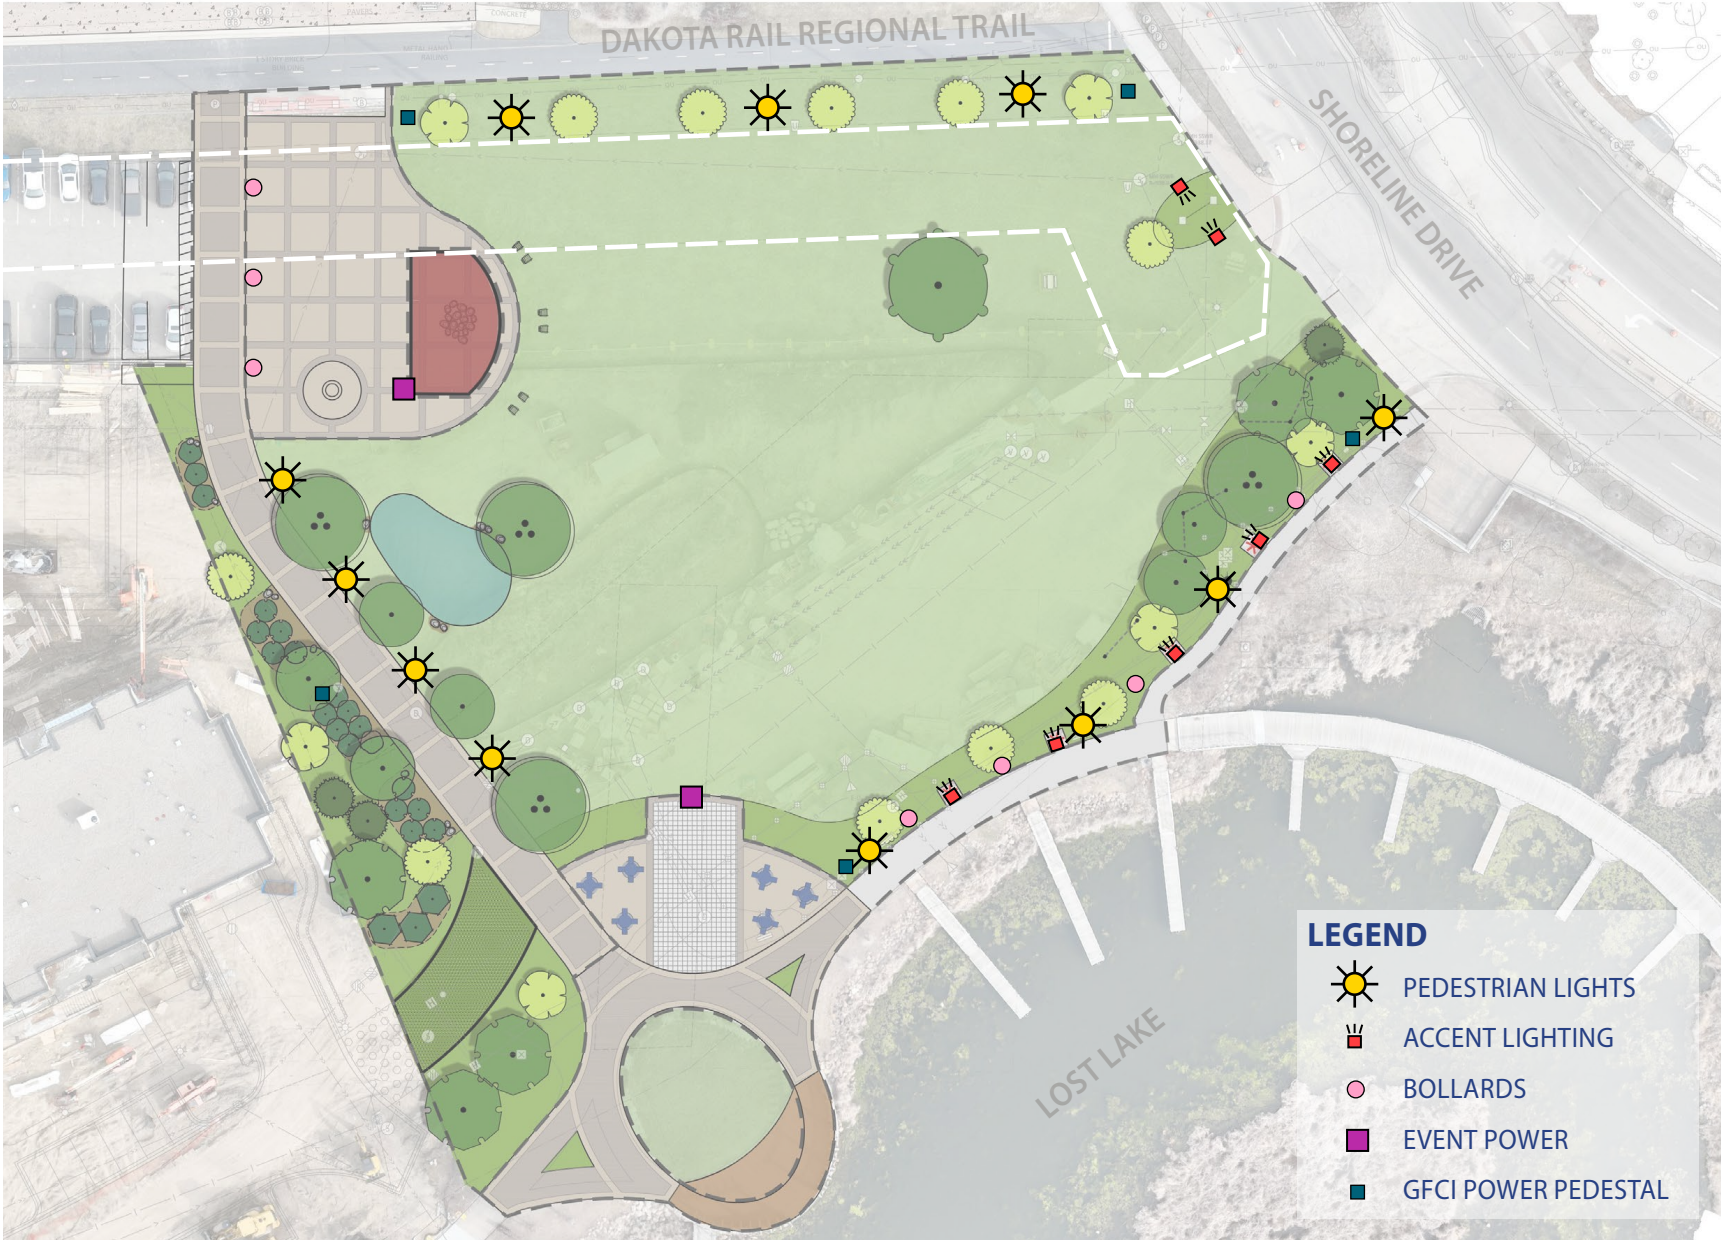 CONCRETE
DAKOTA RAIL REGIONAL TRAIL
SHORELINE DRIVE
LOST LAKE
LEGEND
PEDESTRIAN LIGHTS
ACCENT LIGHTING
BOLLARDS
EVENT POWER
GFCI POWER PEDESTAL